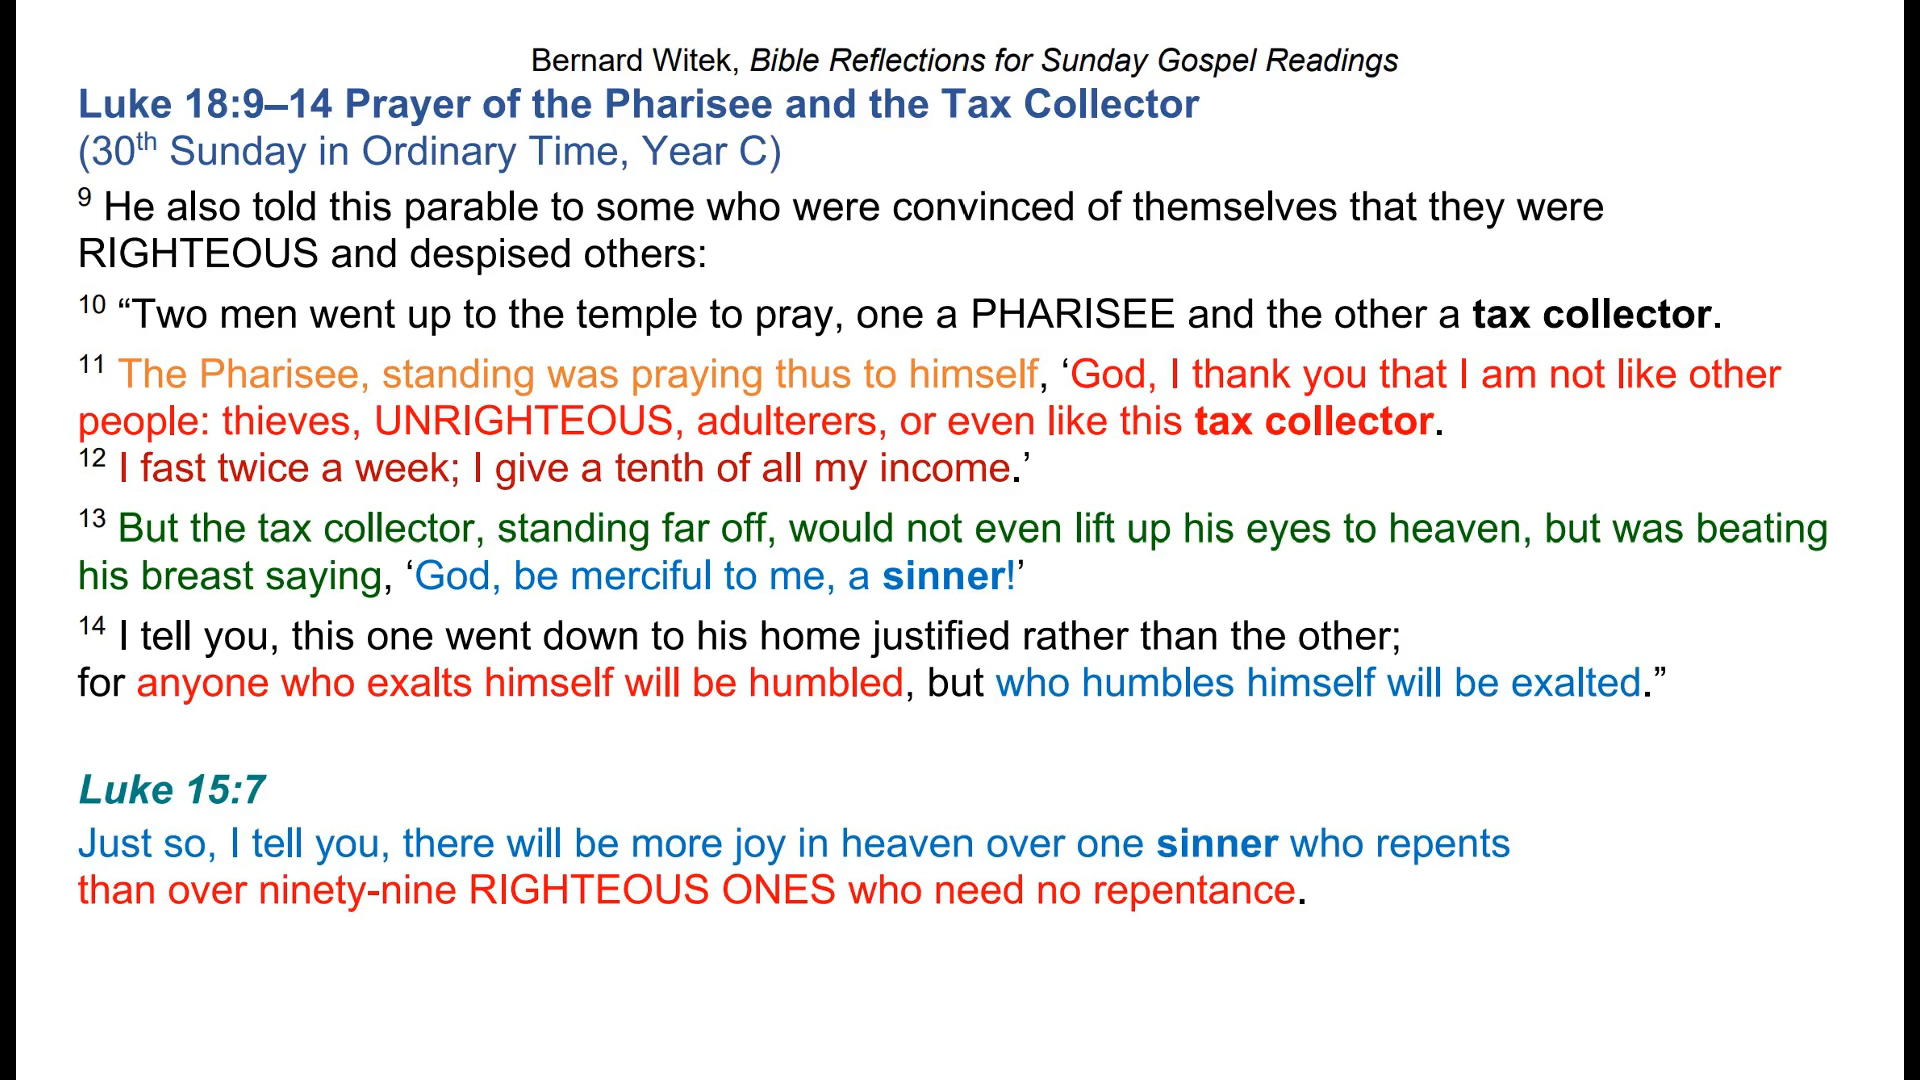 Bernard Witek, Bible Reflections for Sunday Gospel Readings
Luke 18:9–14 Prayer of the Pharisee and the Tax Collector
(30th Sunday in Ordinary Time, Year C)
9 He also told this parable to some who were convinced of themselves that they were
RIGHTEOUS and despised others:
10 “Two men went up to the temple to pray, one a PHARISEE and the other a tax collector.
11 The Pharisee, standing was praying thus to himself, ‘God, I thank you that I am not like other
people: thieves, UNRIGHTEOUS, adulterers, or even like this tax collector.
12 I fast twice a week; I give a tenth of all my income.’
13 But the tax collector, standing far off, would not even lift up his eyes to heaven, but was beating
his breast saying, ‘God, be merciful to me, a sinner!’
14 I tell you, this one went down to his home justified rather than the other;
for anyone who exalts himself will be humbled, but who humbles himself will be exalted.”
Luke 15:7
Just so, I tell you, there will be more joy in heaven over one sinner who repents
than over ninety-nine RIGHTEOUS ONES who need no repentance.